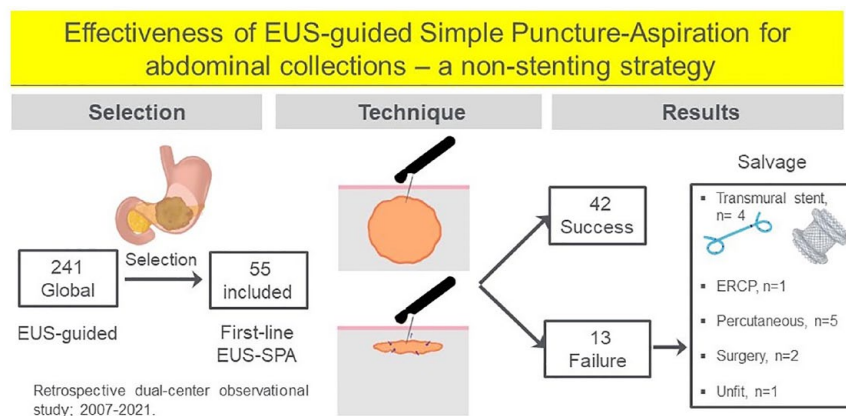 Effectiveness of EUS-guided Simple Puncture-Aspiration for
abdominal collections – a non-stenting strategy
Selection
Technique
Results
241
Global
Selection
55
included
EUS-guided
First-line
EUS-SPA
Retrospective dual-center observational
study; 2007-2021.
42
Success
13
Failure
Salvage
▪ Transmural stent,
n= 4
▪ ERCP, n=1
▪ Percutaneous, n=5
▪ Surgery, n=2
▪ Unfit, n=1